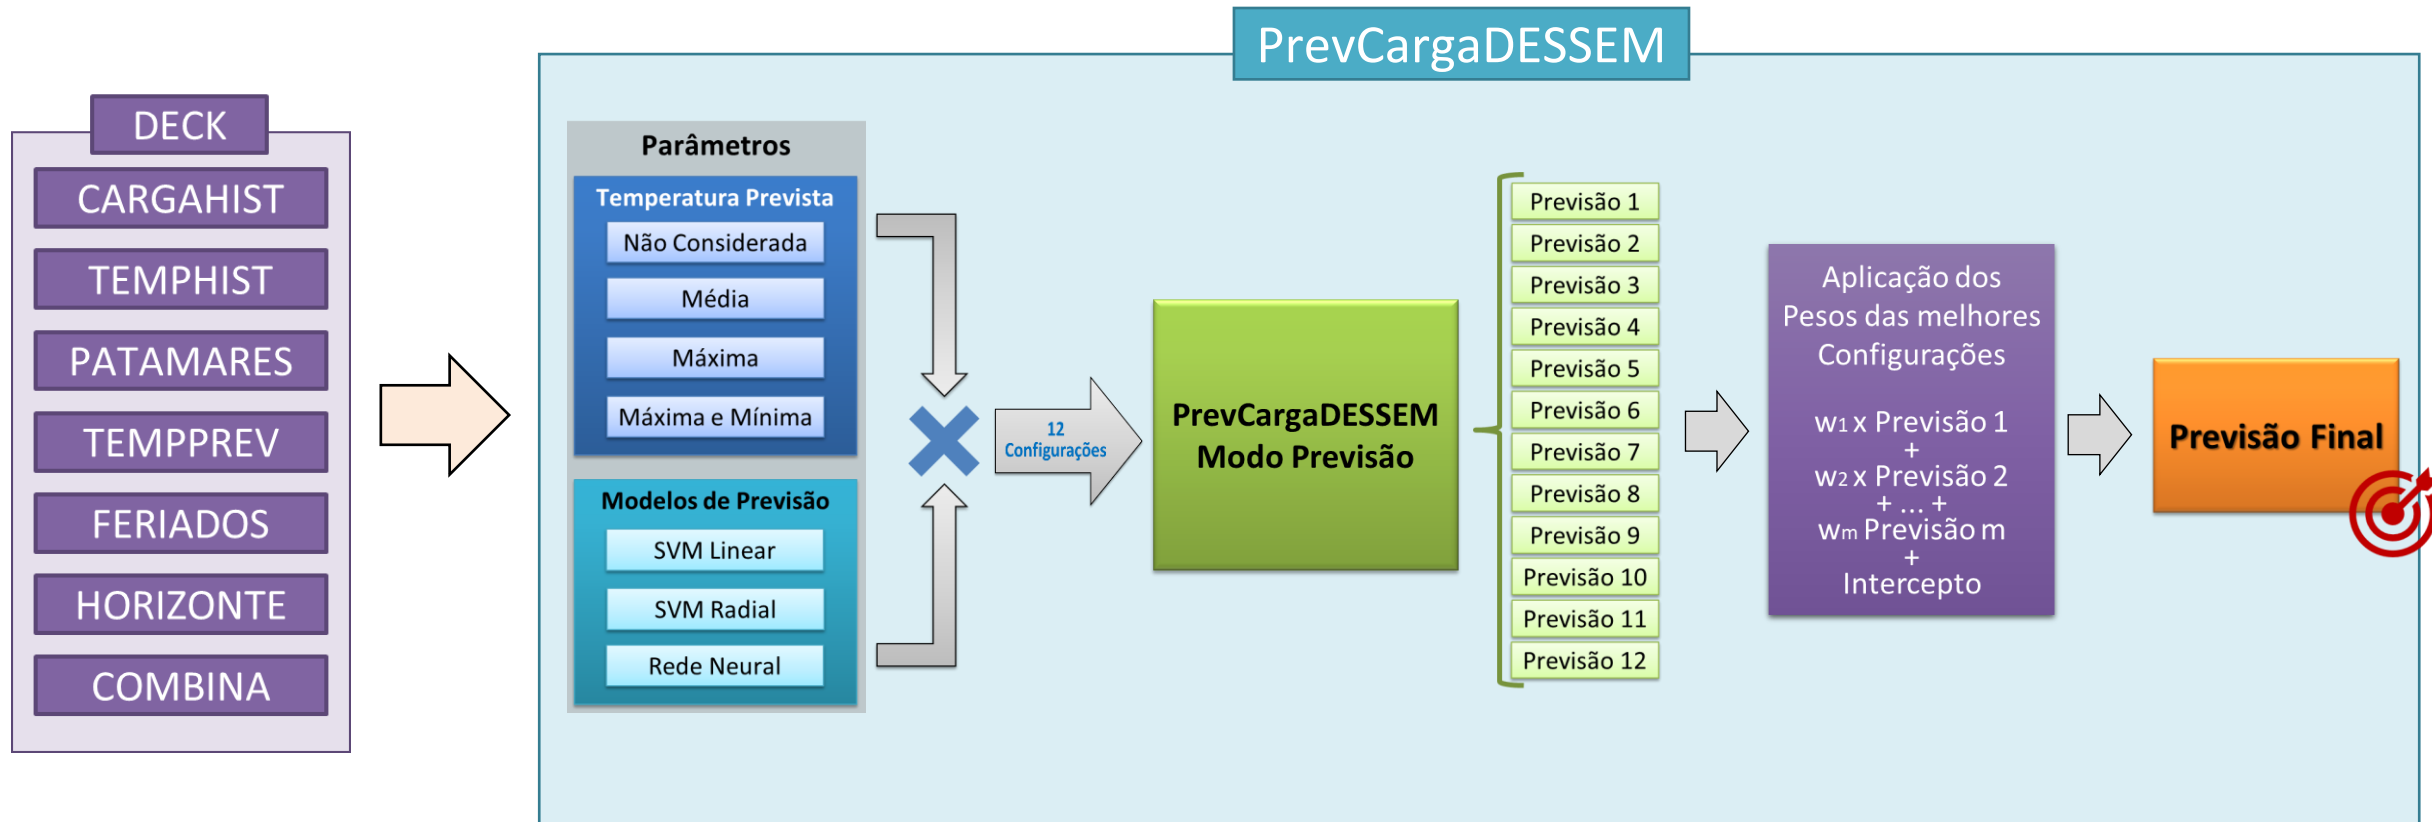 PrevCargaDESSEM
DECK
CARGAHIST
TEMPHIST
PATAMARES
TEMPPREV
FERIADOS
HORIZONTE
COMBINA
Parâmetros
Temperatura Prevista
Não Considerada
Média
Máxima
Máxima e Mínima
Modelos de Previsão
SVM Linear
SVM Radial
Rede Neural
12
Configurações
PrevCargaDESSEM
Modo Previsão
Previsão 1
Previsão 2
Previsão 3
Previsão 4
Previsão 5
Previsão 6
Previsão 7
Previsão 8
Previsão 9
Previsão 10
Previsão 11
Previsão 12
Aplicação dos
Pesos das melhores
Configurações
w1 x Previsão 1
+
w2 x Previsão 2
+ ... +
wm Previsão m
+
Intercepto
Previsão Final